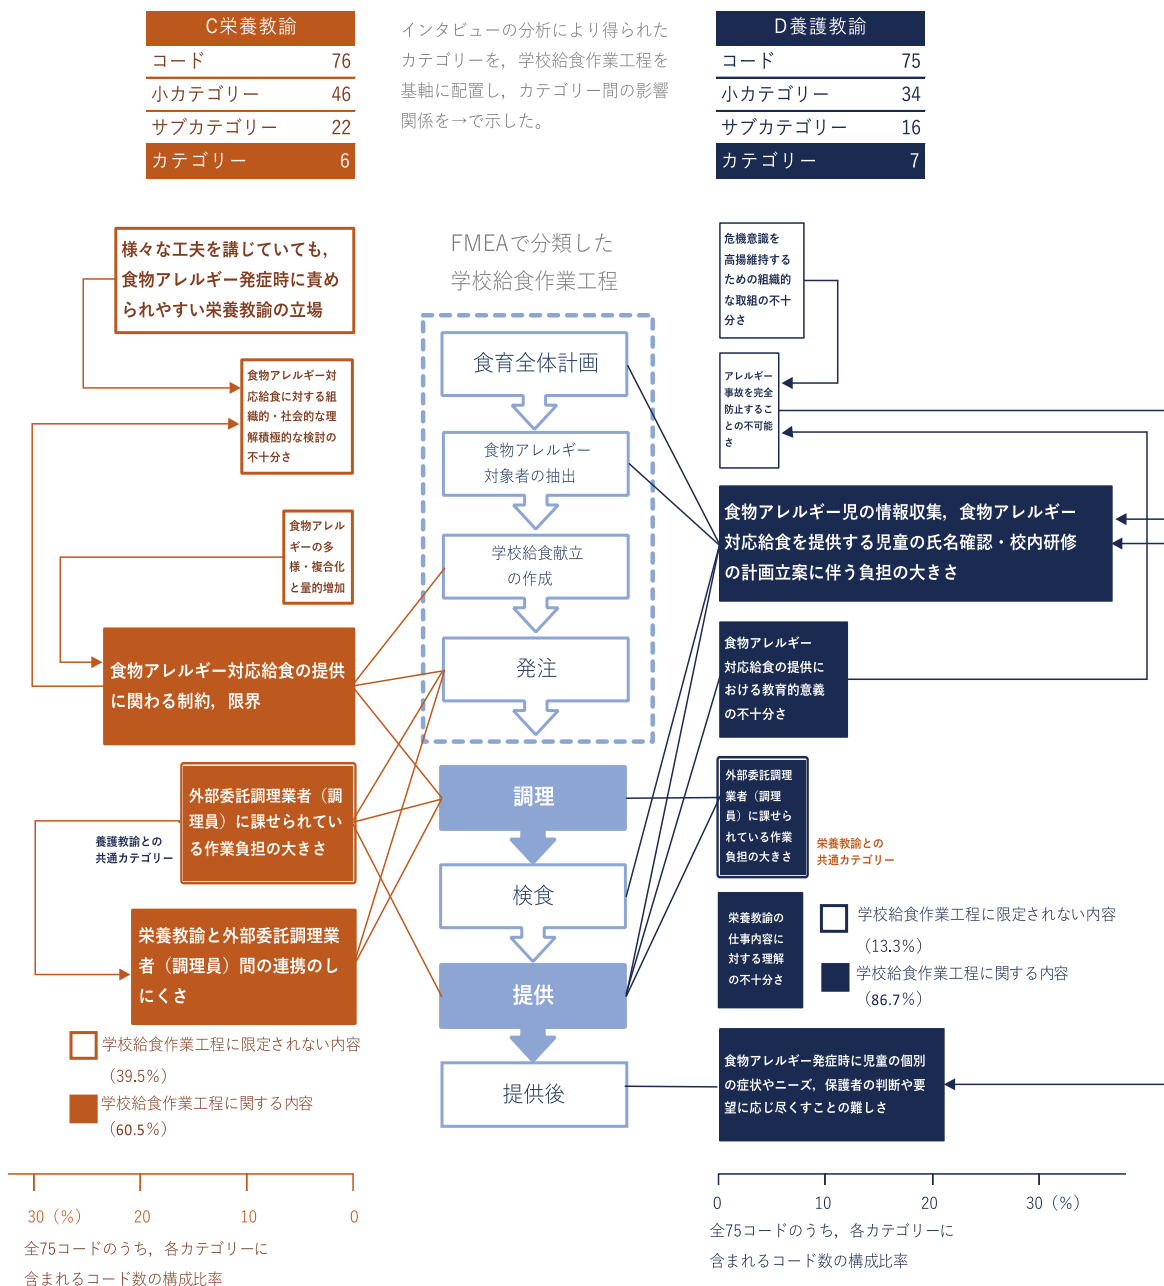 C栄養教諭
コード 76
小カテゴリー 46
サブカテゴリー 22
カテゴリー 6
インタビューの分析により得られた
カテゴリーを，学校給食作業工程を
基軸に配置し，カテゴリー間の影響
関係を→で示した。
D養護教諭
コード 75
小カテゴリー 34
サブカテゴリー 16
カテゴリー 7
様々な工夫を講じていても，
食物アレルギー発症時に責め
られやすい栄養教諭の立場
食物アレルギー対
応給食に対する組
織的・社会的な理
解積極的な検討の
不十分さ
食物アレル
ギーの多
様・複合化
と量的増加
食物アレルギー対応給食の提供
に関わる制約，限界
外部委託調理業者（調
理員）に課せられてい
る作業負担の大きさ
養護教諭との
共通カテゴリー
栄養教諭と外部委託調理業
者（調理員）間の連携のし
にくさ
学校給食作業工程に限定されない内容
（39.5%）
学校給食作業工程に関する内容
（60.5%）
30（%） 20 10 0
全75コードのうち，各カテゴリーに
含まれるコード数の構成比率
FMEAで分類した
学校給食作業工程
食育全体計画
食物アレルギー
対象者の抽出
学校給食献立
の作成
発注
調理
検食
提供
提供後
危機意識を
高揚維持する
ための組織的
な取組の不十
分さ
アレルギー
事故を完全
防止するこ
との不可能
さ
食物アレルギー児の情報収集，食物アレルギー
対応給食を提供する児童の氏名確認・校内研修
の計画立案に伴う負担の大きさ
食物アレルギー
対応給食の提供に
おける教育的意義
の不十分さ
外部委託調理
業者（調理
員）に課せら
れている作業
負担の大きさ
栄養教諭との
共通カテゴリー
栄養教諭の
仕事内容に
対する理解
の不十分さ
学校給食作業工程に限定されない内容
（13.3%）
学校給食作業工程に関する内容
（86.7%）
食物アレルギー発症時に児童の個別
の症状やニーズ，保護者の判断や要
望に応じ尽くすことの難しさ
0 10 20 30（%）
全75コードのうち，各カテゴリーに
含まれるコード数の構成比率